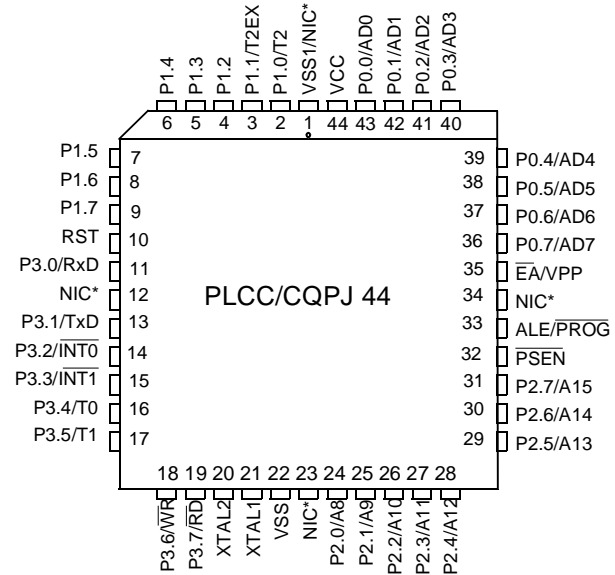 P1.4
P1.3
P1.2
P1.1/T2EX
P1.0/T2
VSS1/NIC*
VCC
P0.0/AD0
P0.1/AD1
P0.2/AD2
P0.3/AD3
6 5 4 3 2 1 44 43 42 41 40
P1.5 7
P1.6 8
P1.7 9
RST 10
P3.0/RxD 11
NIC* 12
P3.1/TxD 13
P3.2/I̅N̅T̅0̅ 14
P3.3/I̅N̅T̅1̅ 15
P3.4/T0 16
P3.5/T1 17
PLCC/CQPJ 44
39 P0.4/AD4
38 P0.5/AD5
37 P0.6/AD6
36 P0.7/AD7
35 E̅A̅/VPP
34 NIC*
33 ALE/P̅R̅O̅G̅
32 P̅S̅E̅N̅
31 P2.7/A15
30 P2.6/A14
29 P2.5/A13
18 19 20 21 22 23 24 25 26 27 28
P3.6/W̅R̅
P3.7/R̅D̅
XTAL2
XTAL1
VSS
NIC*
P2.0/A8
P2.1/A9
P2.2/A10
P2.3/A11
P2.4/A12